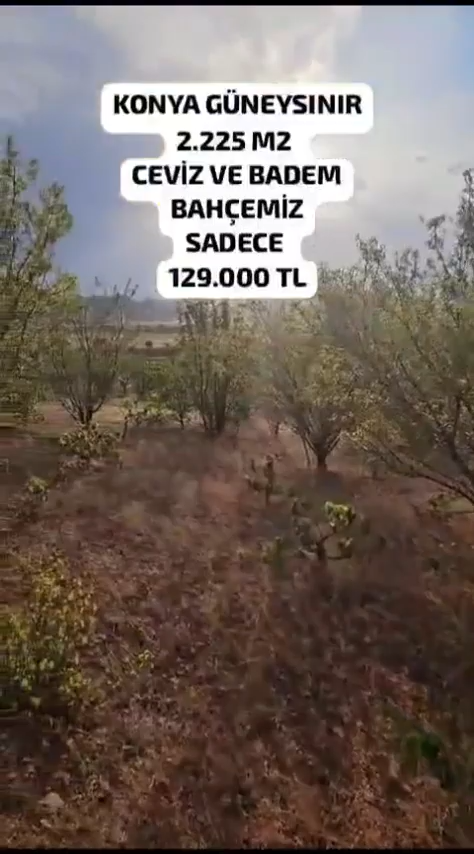 KONYA GÜNEYSINIR
2.225 M2
CEVİZ VE BADEM
BAHÇEMİZ
SADECE
129.000 TL